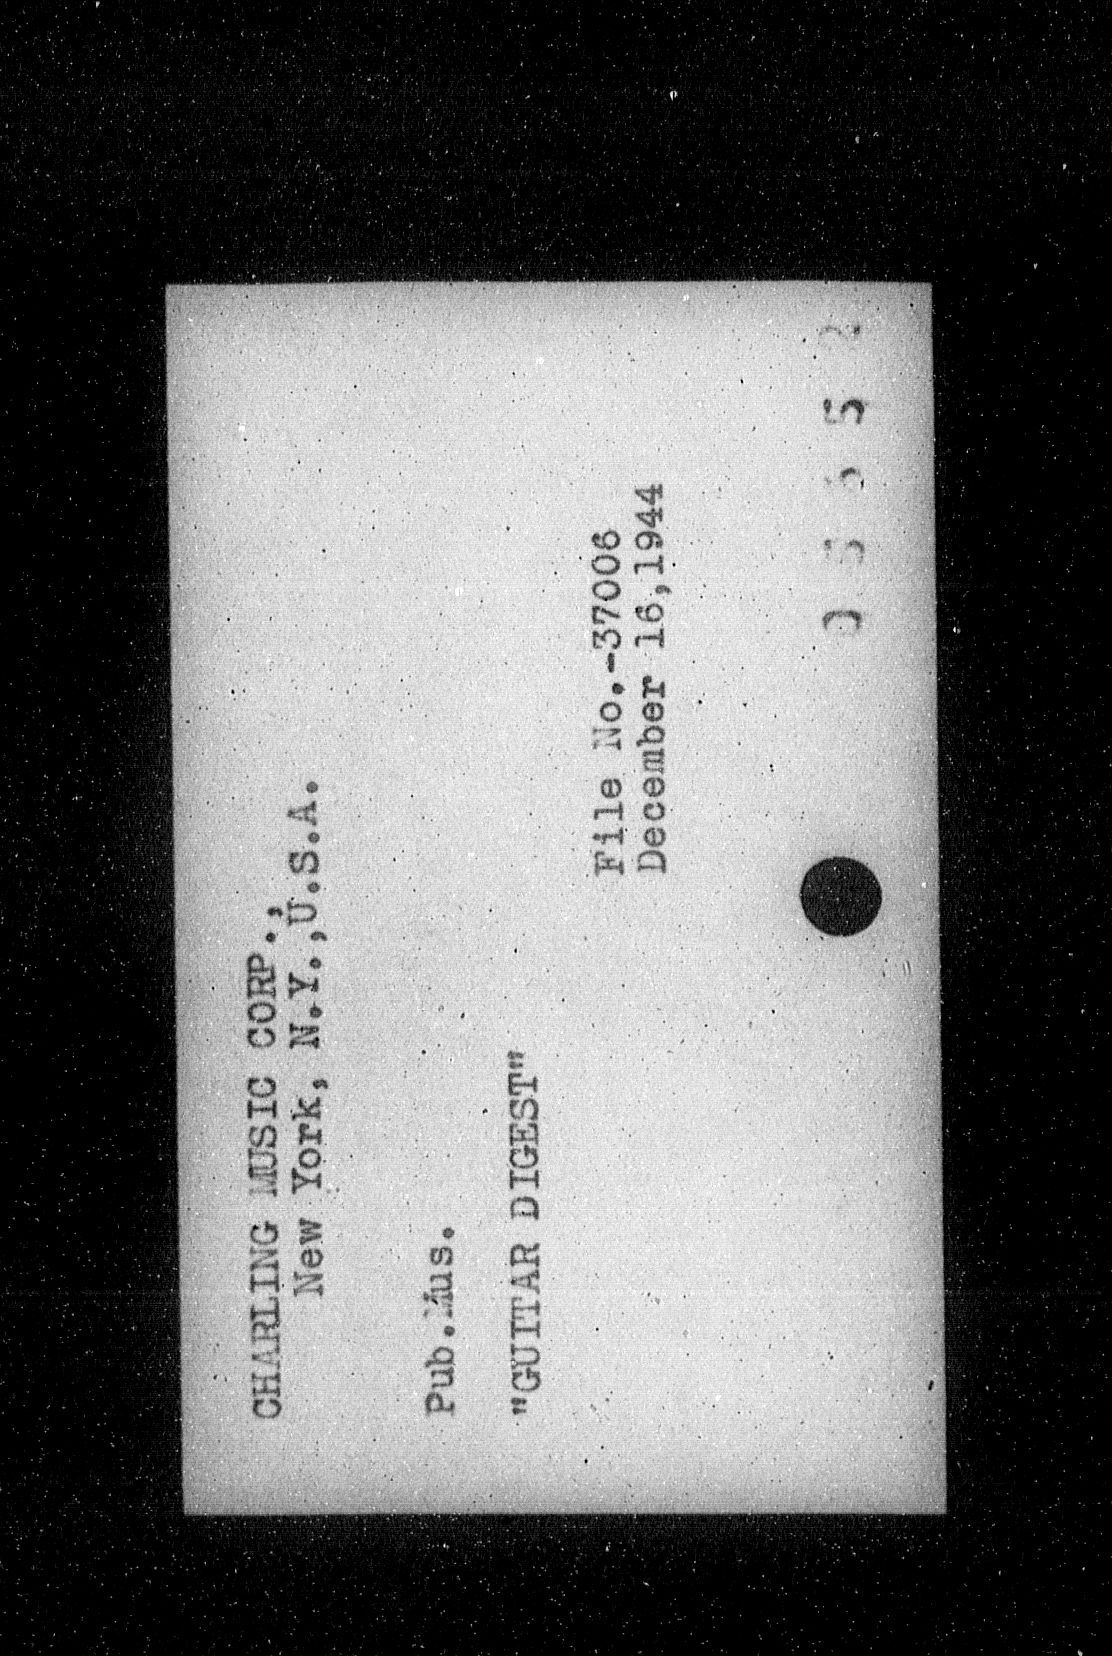 CHARLING MUSIC CORP.,
New York, N.Y.,U.S.A.
Pub.Mus.
"GUITAR DIGEST"
File No.-37006
December 16,1944